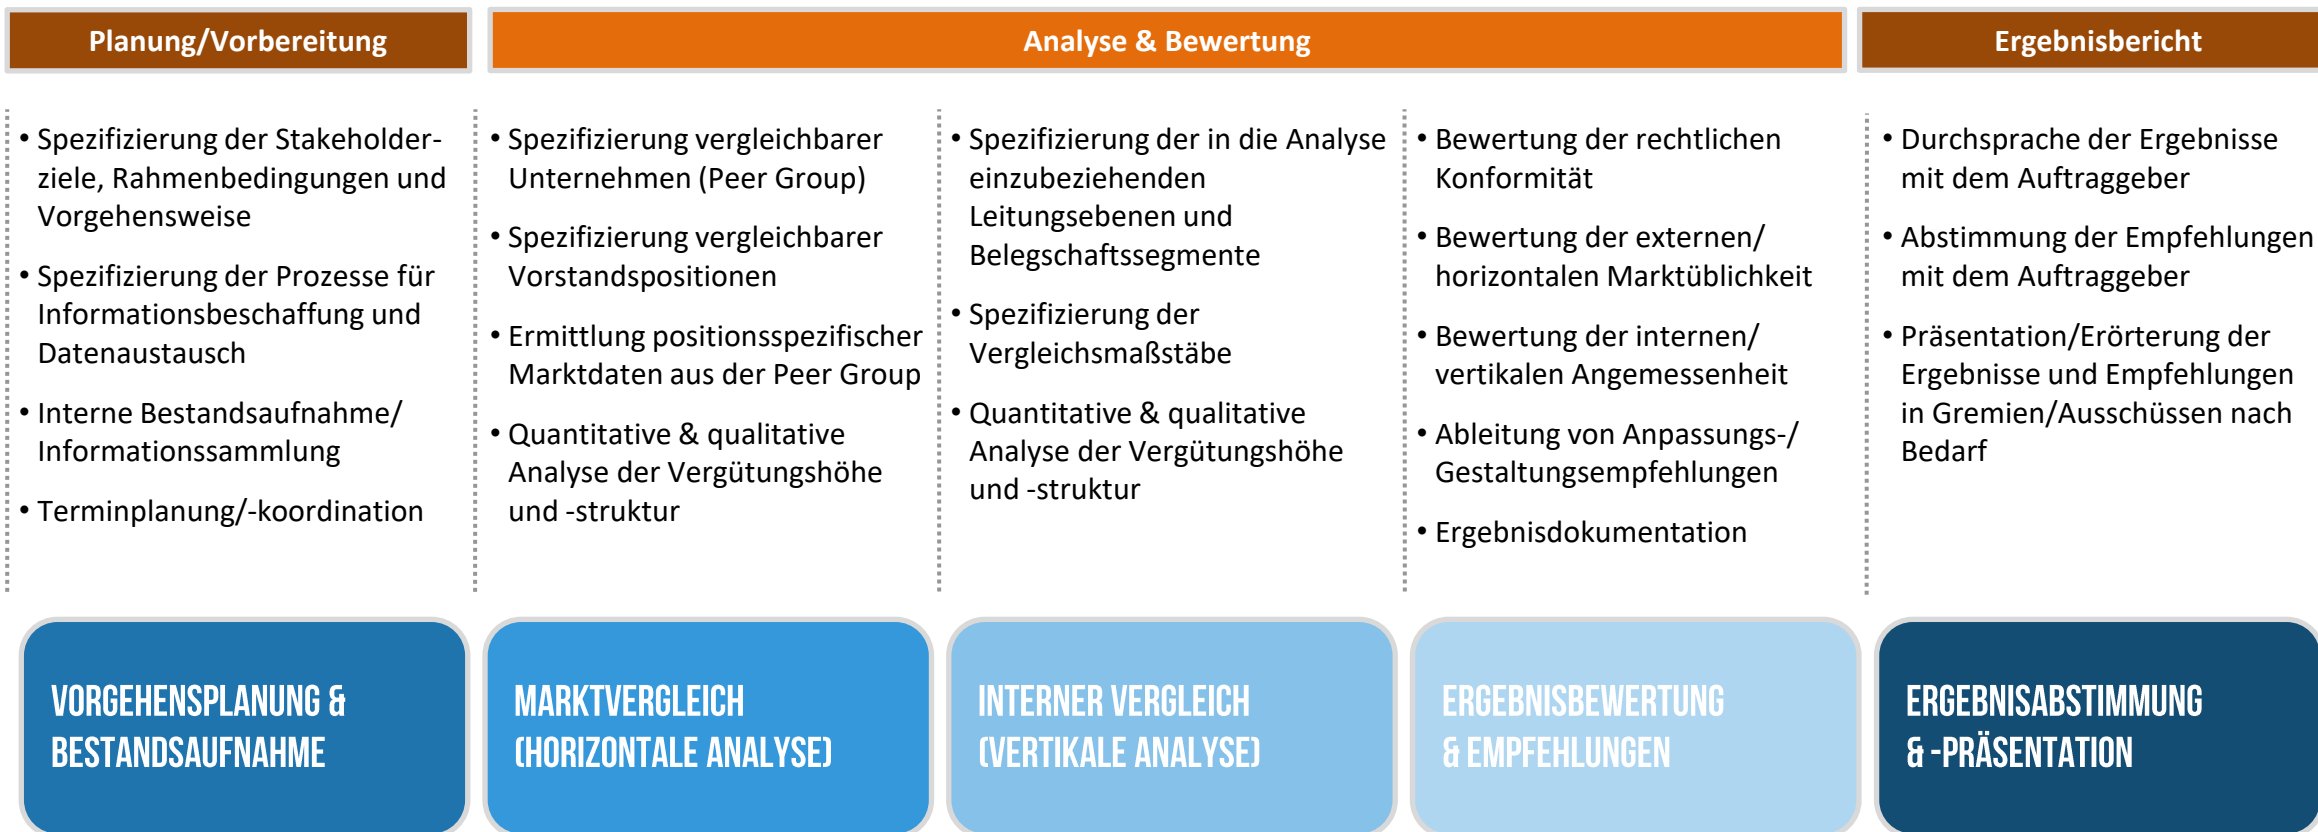 Planung/Vorbereitung
Analyse & Bewertung
Ergebnisbericht
• Spezifizierung der Stakeholder-
ziele, Rahmenbedingungen und
Vorgehensweise
• Spezifizierung der Prozesse für
Informationsbeschaffung und
Datenaustausch
• Interne Bestandsaufnahme/
Informationssammlung
• Terminplanung/-koordination
• Spezifizierung vergleichbarer
Unternehmen (Peer Group)
• Spezifizierung vergleichbarer
Vorstandspositionen
• Ermittlung positionsspezifischer
Marktdaten aus der Peer Group
• Quantitative & qualitative
Analyse der Vergütungshöhe
und -struktur
• Spezifizierung der in die Analyse
einzubeziehenden
Leitungsebenen und
Belegschaftssegmente
• Spezifizierung der
Vergleichsmaßstäbe
• Quantitative & qualitative
Analyse der Vergütungshöhe
und -struktur
• Bewertung der rechtlichen
Konformität
• Bewertung der externen/
horizontalen Marktüblichkeit
• Bewertung der internen/
vertikalen Angemessenheit
• Ableitung von Anpassungs-/
Gestaltungsempfehlungen
• Ergebnisdokumentation
• Durchsprache der Ergebnisse
mit dem Auftraggeber
• Abstimmung der Empfehlungen
mit dem Auftraggeber
• Präsentation/Erörterung der
Ergebnisse und Empfehlungen
in Gremien/Ausschüssen nach
Bedarf
VORGEHENSPLANUNG &
BESTANDSAUFNAHME
MARKTVERGLEICH
(HORIZONTALE ANALYSE)
INTERNER VERGLEICH
(VERTIKALE ANALYSE)
ERGEBNISBEWERTUNG
& EMPFEHLUNGEN
ERGEBNISABSTIMMUNG
& -PRÄSENTATION